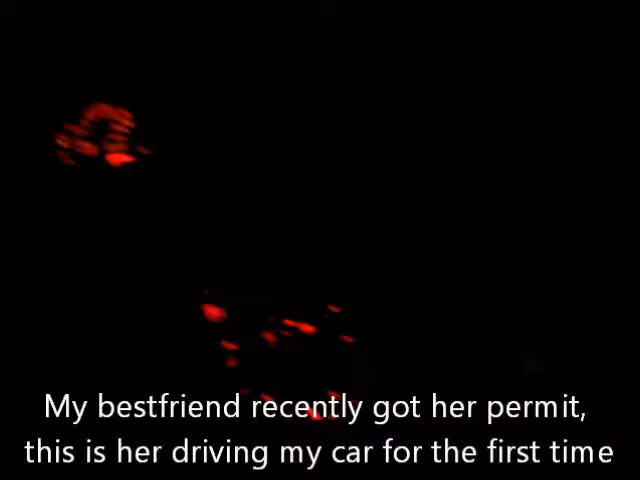 My bestfriend recently got her permit,
this is her driving my car for the first time